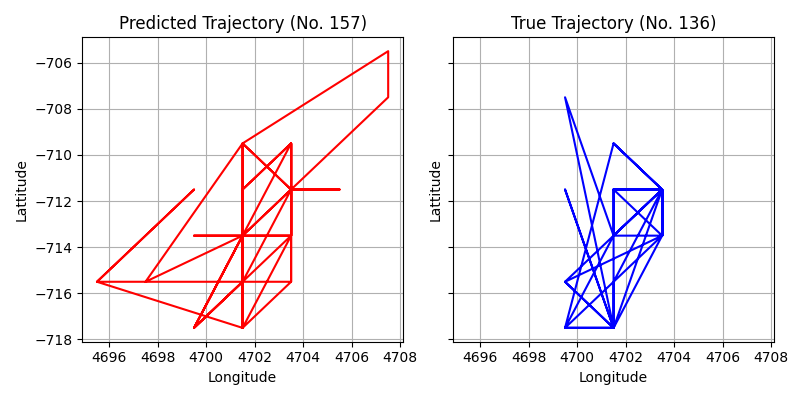 Predicted Trajectory (No. 157)
True Trajectory (No. 136)
−706
−708
−710
−712
−714
−716
−718
Lattitude
Lattitude
4696 4698 4700 4702 4704 4706 4708
4696 4698 4700 4702 4704 4706 4708
Longitude
Longitude